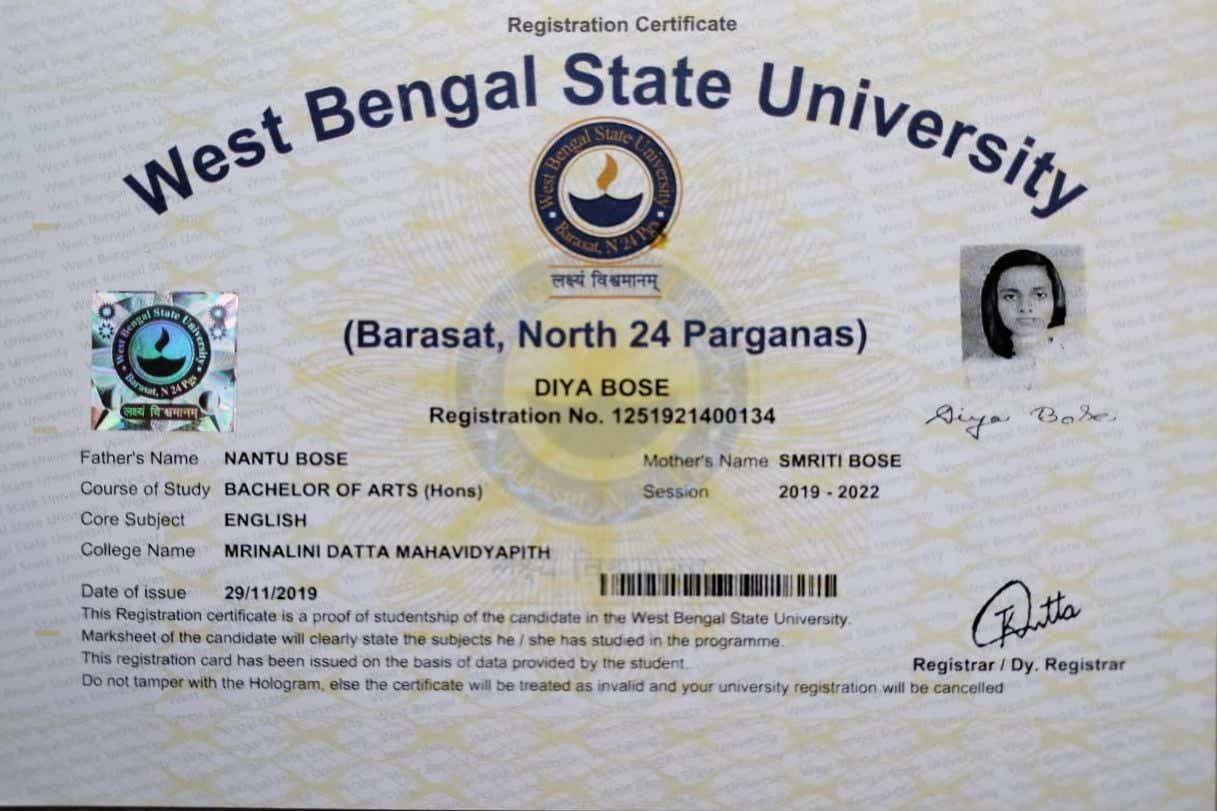 Registration Certificate
West Bengal State University
West Bengal State University
Barasat, N 24 Pgs
लक्ष्यं विश्वमानम्
West Bengal State University
Barasat, N 24 Pgs
लक्ष्यं विश्वमानम्
(Barasat, North 24 Parganas)
DIYA BOSE
Registration No. 1251921400134
Diya Bose
Father's Name NANTU BOSE Mother's Name SMRITI BOSE
Course of Study BACHELOR OF ARTS (Hons) Session 2019 - 2022
Core Subject ENGLISH
College Name MRINALINI DATTA MAHAVIDYAPITH
Date of issue 29/11/2019
This Registration certificate is a proof of studentship of the candidate in the West Bengal State University.
Marksheet of the candidate will clearly state the subjects he / she has studied in the programme.
This registration card has been issued on the basis of data provided by the student.
Do not tamper with the Hologram, else the certificate will be treated as invalid and your university registration will be cancelled
Registrar / Dy. Registrar